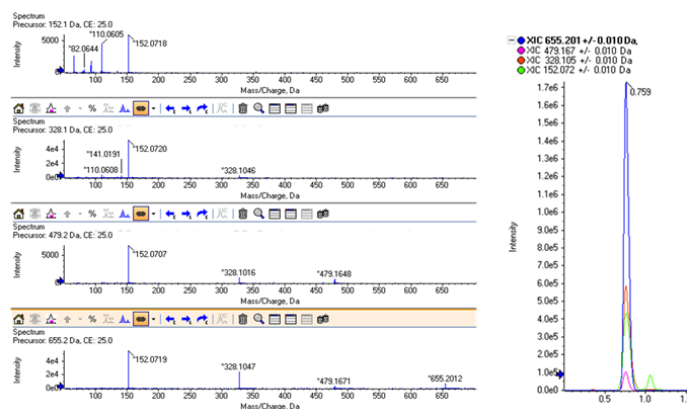 Spectrum
Precursor: 152.1 Da, CE: 25.0
Intensity
5000
0
*82.0644
*110.0605
*152.0718
100 150 200 250 300 350 400 450 500 550 600 650
Mass/Charge, Da
Spectrum
Precursor: 328.1 Da, CE: 25.0
Intensity
4e4
2e4
0e0
*141.0191
*110.0608
*152.0720
*328.1046
100 150 200 250 300 350 400 450 500 550 600 650
Mass/Charge, Da
Spectrum
Precursor: 479.2 Da, CE: 25.0
Intensity
5000
0
*152.0707
*328.1016
*479.1648
100 150 200 250 300 350 400 450 500 550 600 650
Mass/Charge, Da
Spectrum
Precursor: 655.2 Da, CE: 25.0
Intensity
4e4
2e4
0e0
*152.0719
*328.1047
*479.1671
*655.2012
100 150 200 250 300 350 400 450 500 550 600 650
Mass/Charge, Da
XIC 655.201 +/- 0.010 Da,
XIC 479.167 +/- 0.010 Da
XIC 328.105 +/- 0.010 Da
XIC 152.072 +/- 0.010 Da
0.759
Intensity
1.7e6
1.6e6
1.5e6
1.4e6
1.3e6
1.2e6
1.1e6
1.0e6
9.0e5
8.0e5
7.0e5
6.0e5
5.0e5
4.0e5
3.0e5
2.0e5
1.0e5
0.0e0
0.5 1.0